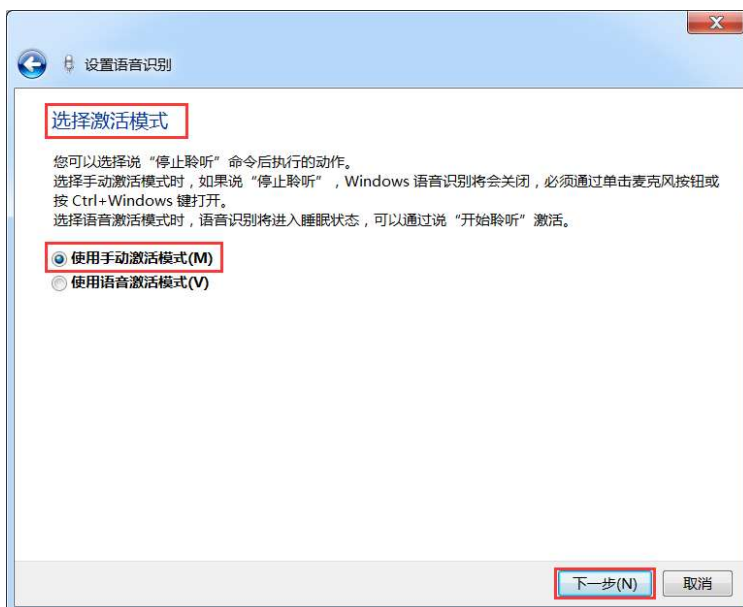 设置语音识别
选择激活模式
您可以选择说“停止聆听”命令后执行的动作。
选择手动激活模式时，如果说“停止聆听”，Windows 语音识别将会关闭，必须通过单击麦克风按钮或
按 Ctrl+Windows 键打开。
选择语音激活模式时，语音识别将进入睡眠状态，可以通过说“开始聆听”激活。
使用手动激活模式(M)
使用语音激活模式(V)
下一步(N) 取消